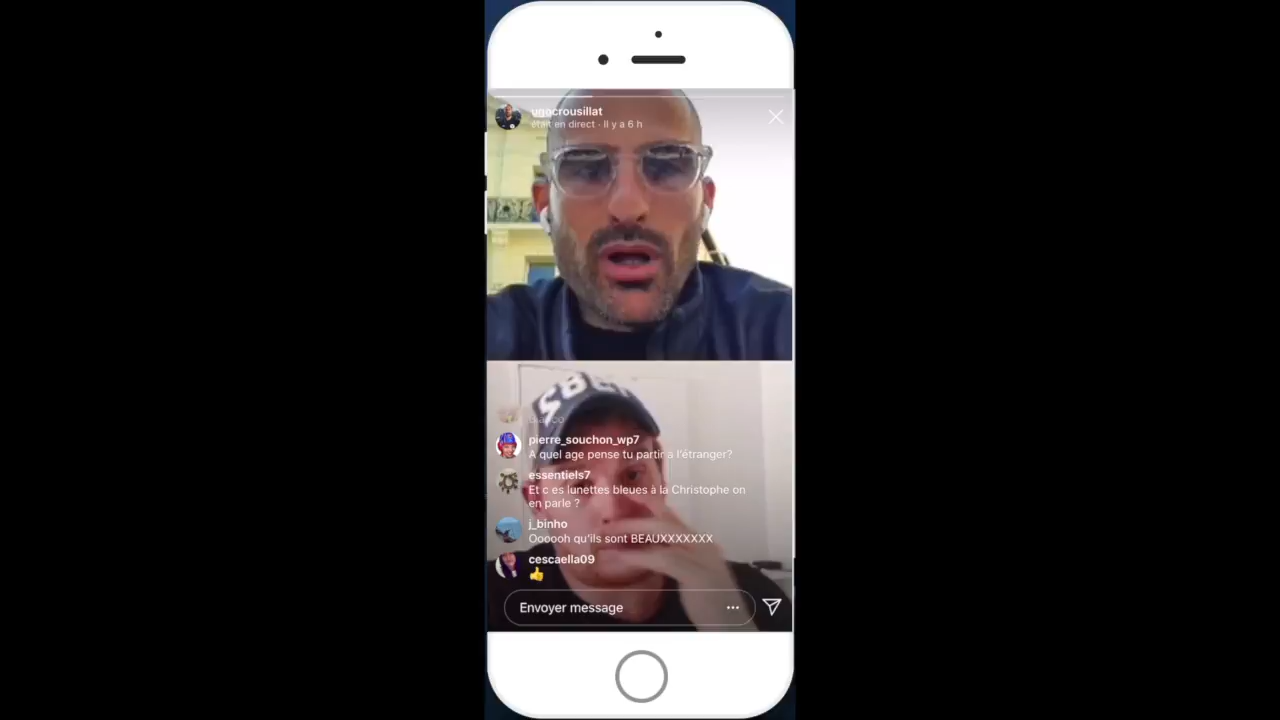 ugocrousillat
était en direct · Il y a 6 h
pierre_souchon_wp7
A quel age pense tu partir a l'étranger?
essentiels7
Et c es lunettes bleues à la Christophe on
en parle ?
j_binho
Oooooh qu'ils sont BEAUXXXXXXX
cescaella09
👍
Envoyer message